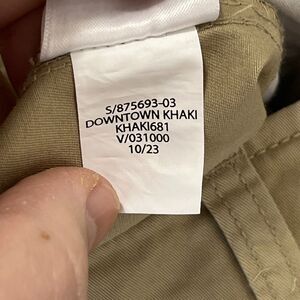 S/875693-03
DOWNTOWN KHAKI
KHAKI681
V/031000
10/23